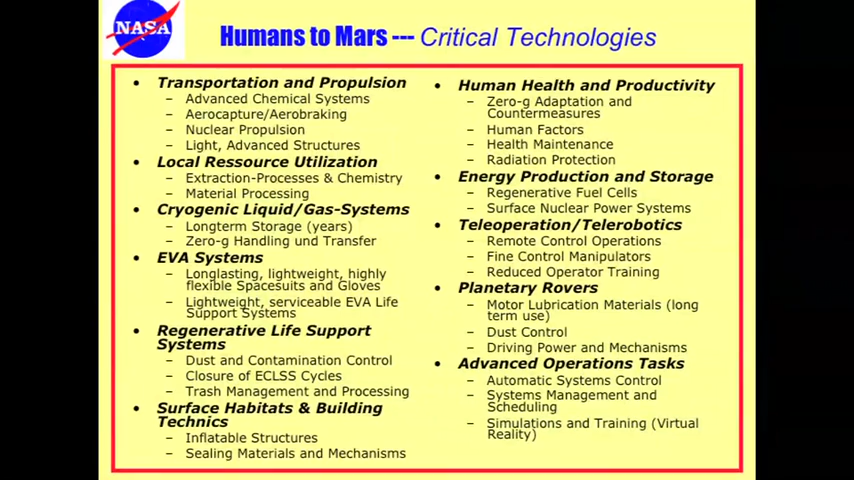 NASA
Humans to Mars --- Critical Technologies
• Transportation and Propulsion
– Advanced Chemical Systems
– Aerocapture/Aerobraking
– Nuclear Propulsion
– Light, Advanced Structures
• Local Ressource Utilization
– Extraction-Processes & Chemistry
– Material Processing
• Cryogenic Liquid/Gas-Systems
– Longterm Storage (years)
– Zero-g Handling und Transfer
• EVA Systems
– Longlasting, lightweight, highly
flexible Spacesuits and Gloves
– Lightweight, serviceable EVA Life
Support Systems
• Regenerative Life Support
Systems
– Dust and Contamination Control
– Closure of ECLSS Cycles
– Trash Management and Processing
• Surface Habitats & Building
Technics
– Inflatable Structures
– Sealing Materials and Mechanisms
• Human Health and Productivity
– Zero-g Adaptation and
Countermeasures
– Human Factors
– Health Maintenance
– Radiation Protection
• Energy Production and Storage
– Regenerative Fuel Cells
– Surface Nuclear Power Systems
• Teleoperation/Telerobotics
– Remote Control Operations
– Fine Control Manipulators
– Reduced Operator Training
• Planetary Rovers
– Motor Lubrication Materials (long
term use)
– Dust Control
– Driving Power and Mechanisms
• Advanced Operations Tasks
– Automatic Systems Control
– Systems Management and
Scheduling
– Simulations and Training (Virtual
Reality)